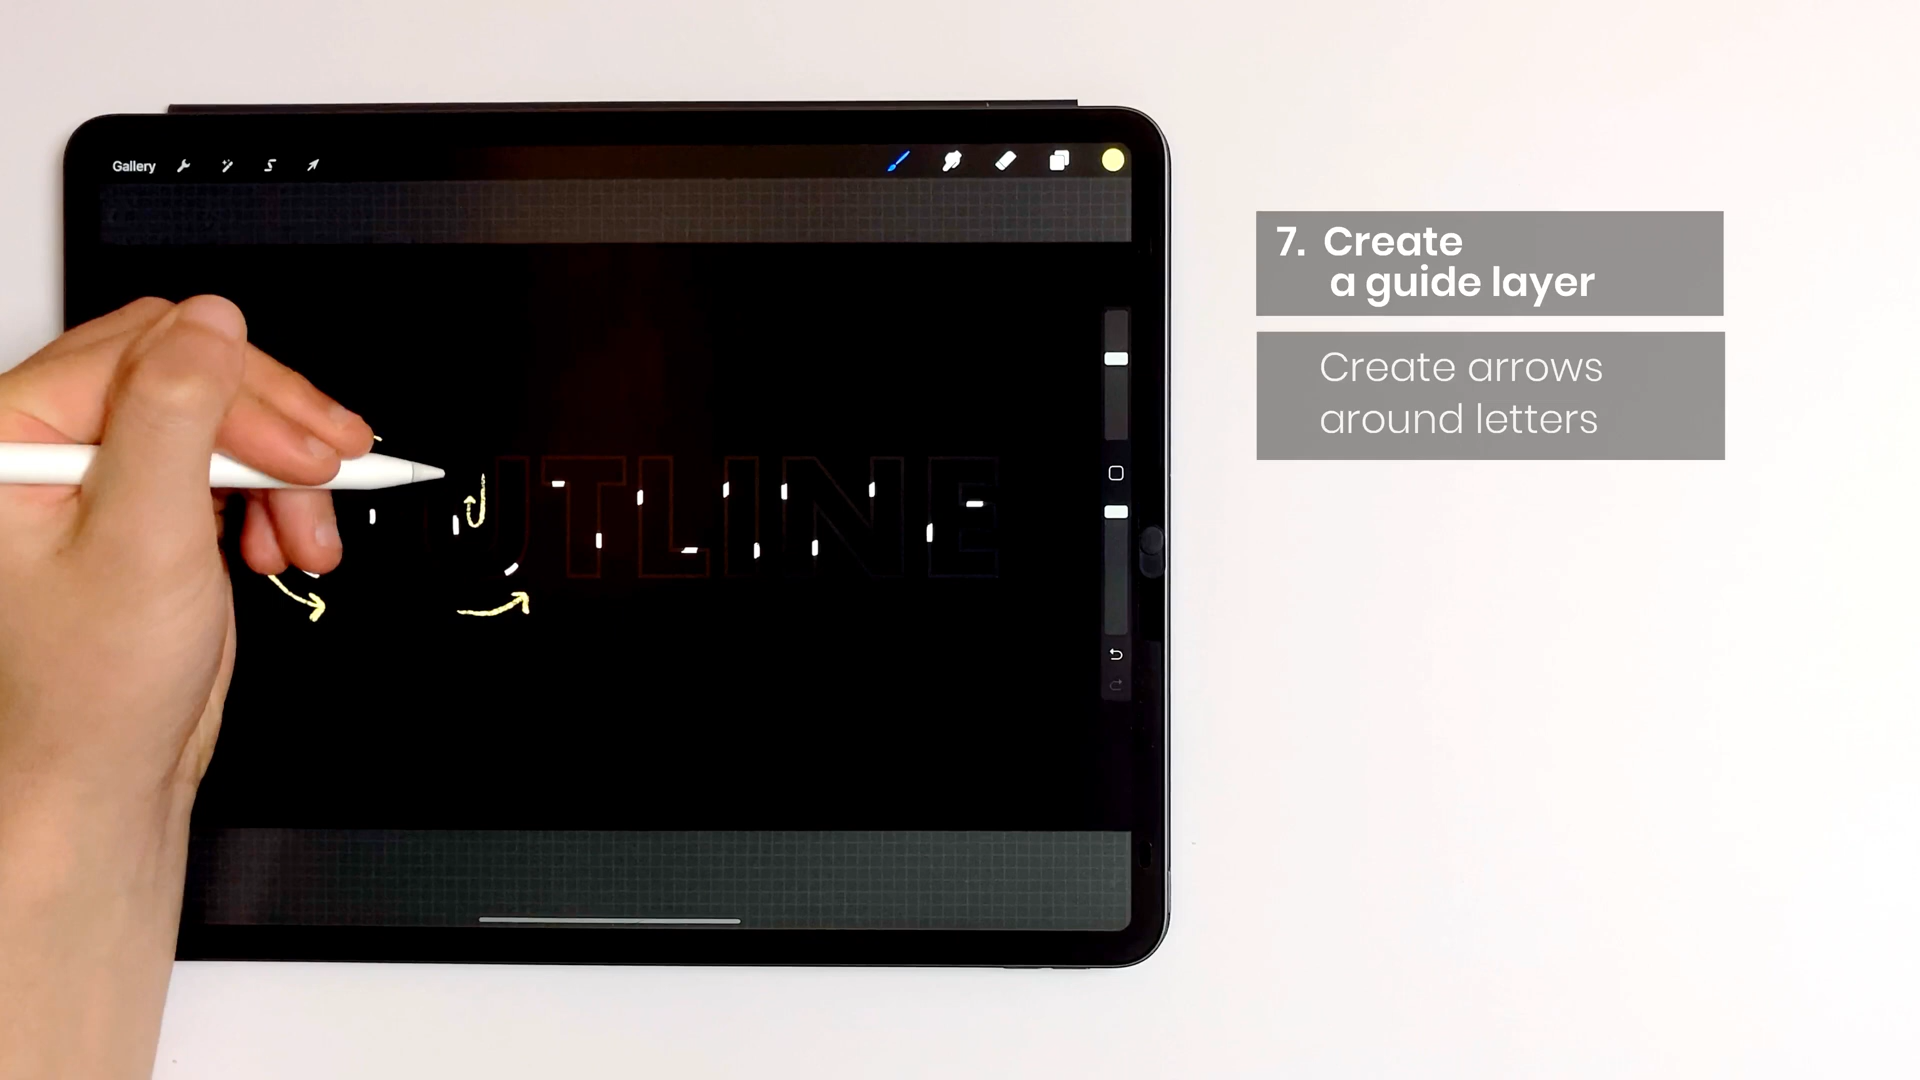 Gallery
UTLINE
7. Create
a guide layer
Create arrows
around letters